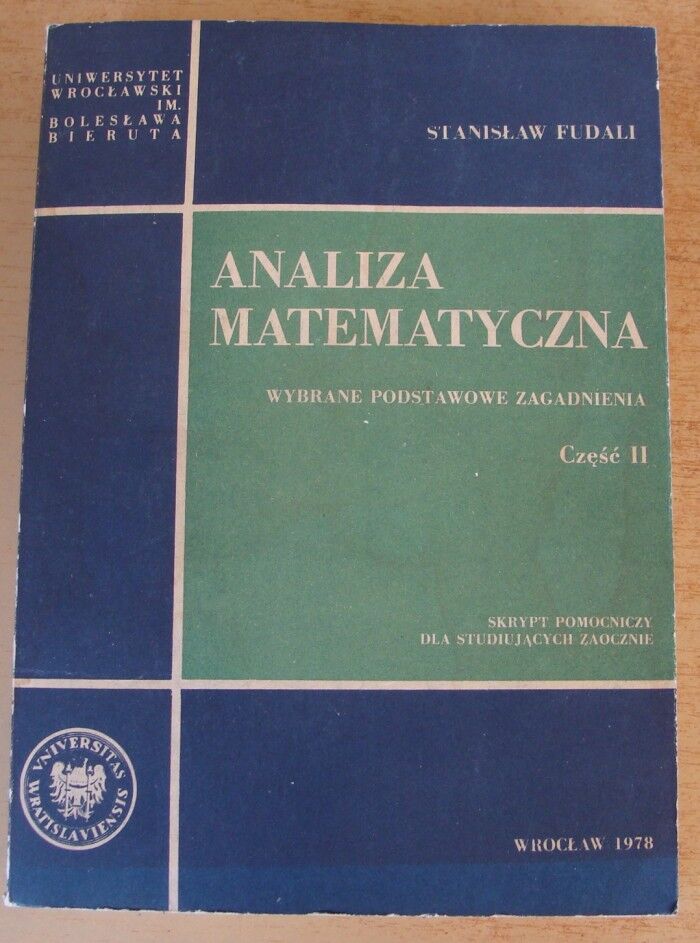 UNIWERSYTET
WROCŁAWSKI
IM.
BOLESŁAWA
BIERUTA
STANISŁAW FUDALI
ANALIZA
MATEMATYCZNA
WYBRANE PODSTAWOWE ZAGADNIENIA
Część II
SKRYPT POMOCNICZY
DLA STUDIUJĄCYCH ZAOCZNIE
VNIVERSITAS
WRATISLAVIENSIS
WROCŁAW 1978